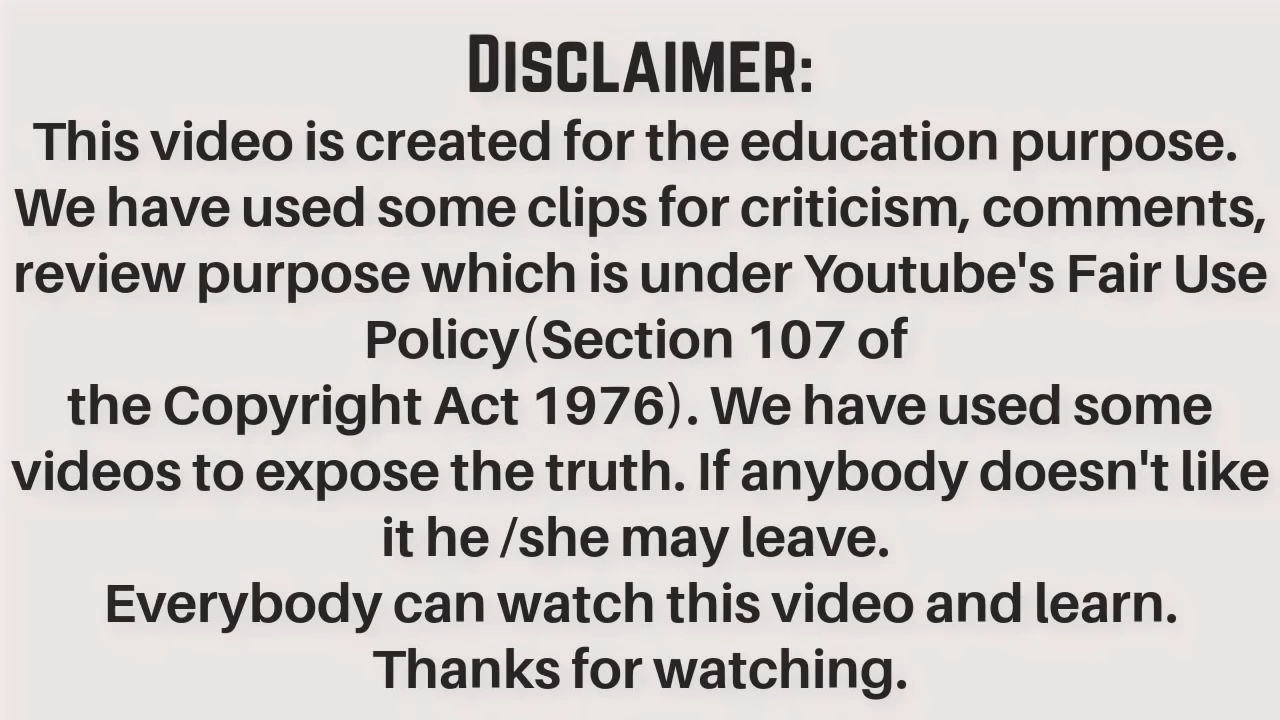 DISCLAIMER:
This video is created for the education purpose.
We have used some clips for criticism, comments,
review purpose which is under Youtube's Fair Use
Policy(Section 107 of
the Copyright Act 1976). We have used some
videos to expose the truth. If anybody doesn't like
it he /she may leave.
Everybody can watch this video and learn.
Thanks for watching.